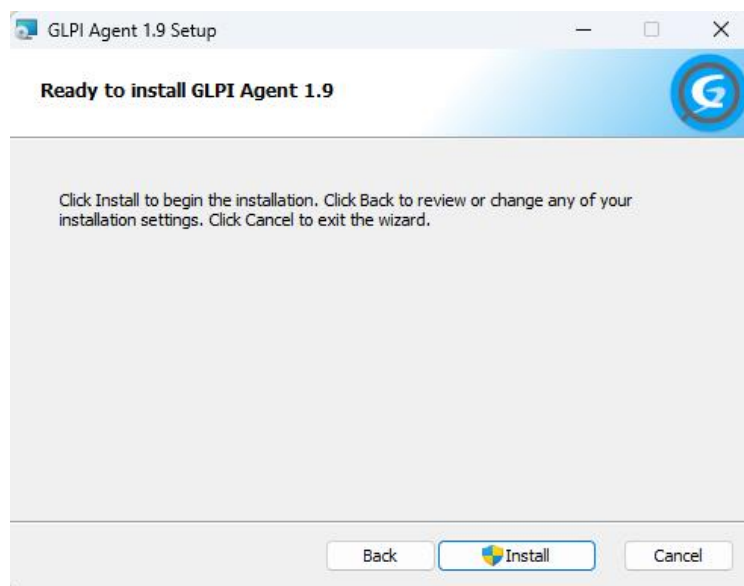 GLPI Agent 1.9 Setup
Ready to install GLPI Agent 1.9
Click Install to begin the installation. Click Back to review or change any of your
installation settings. Click Cancel to exit the wizard.
Back Install Cancel